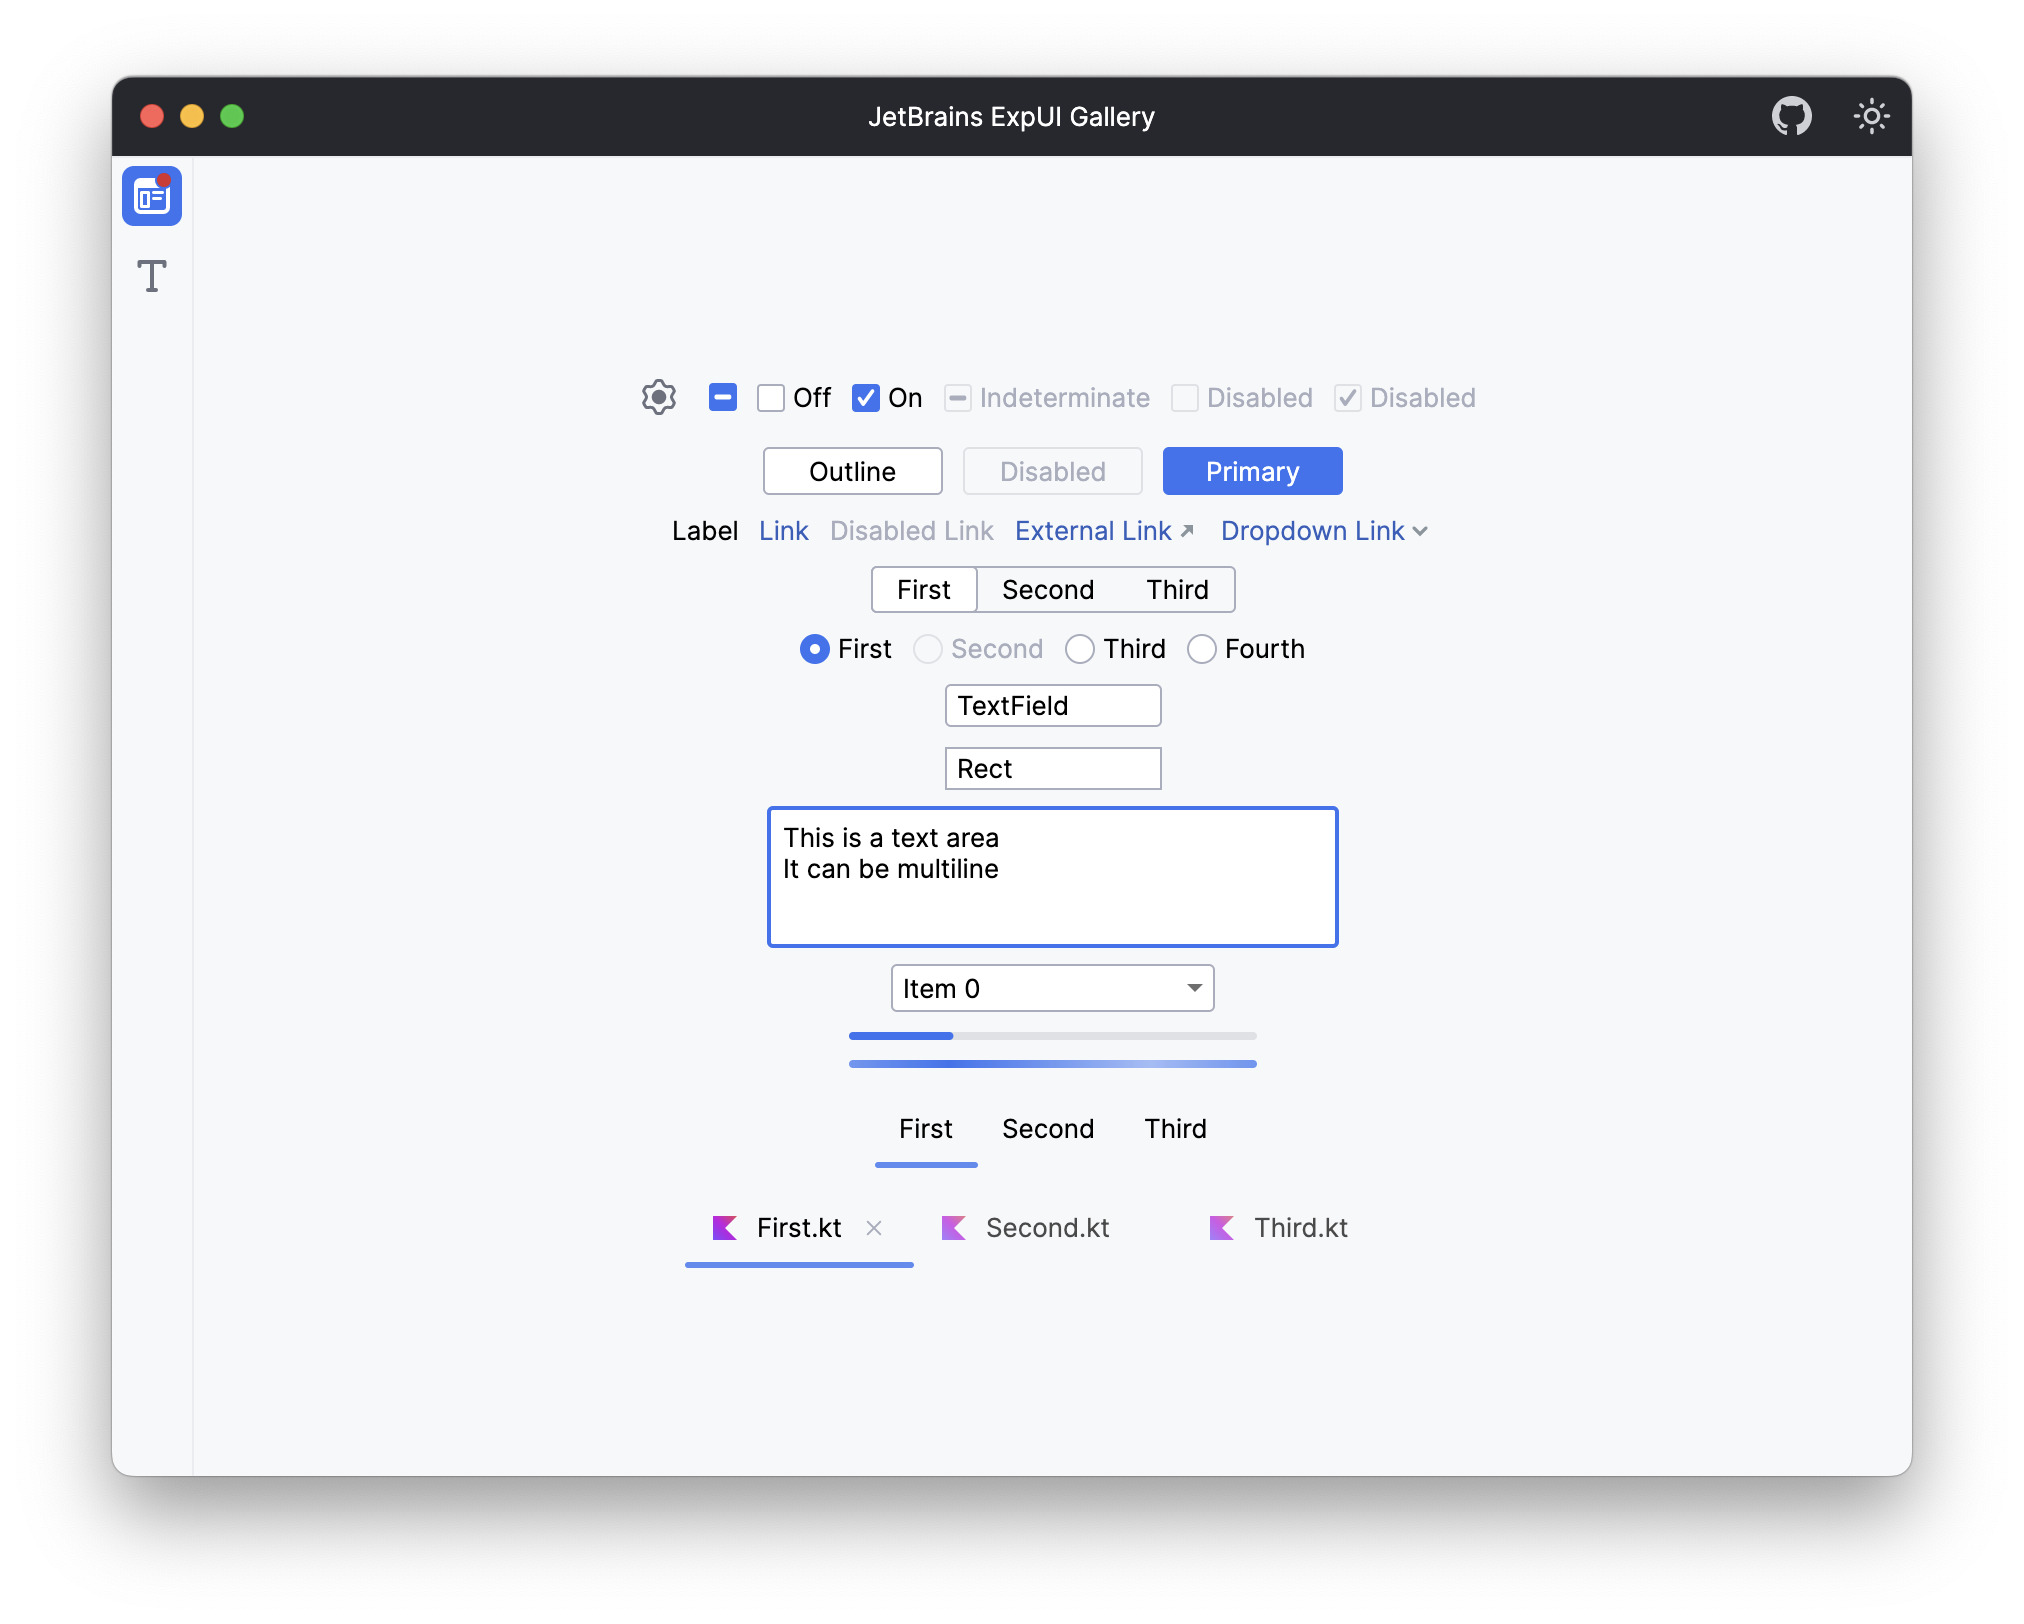 JetBrains ExpUI Gallery
Off On Indeterminate Disabled Disabled
Outline Disabled Primary
Label Link Disabled Link External Link Dropdown Link
First Second Third
First Second Third Fourth
TextField
Rect
This is a text area
It can be multiline
Item 0
First Second Third
First.kt Second.kt Third.kt